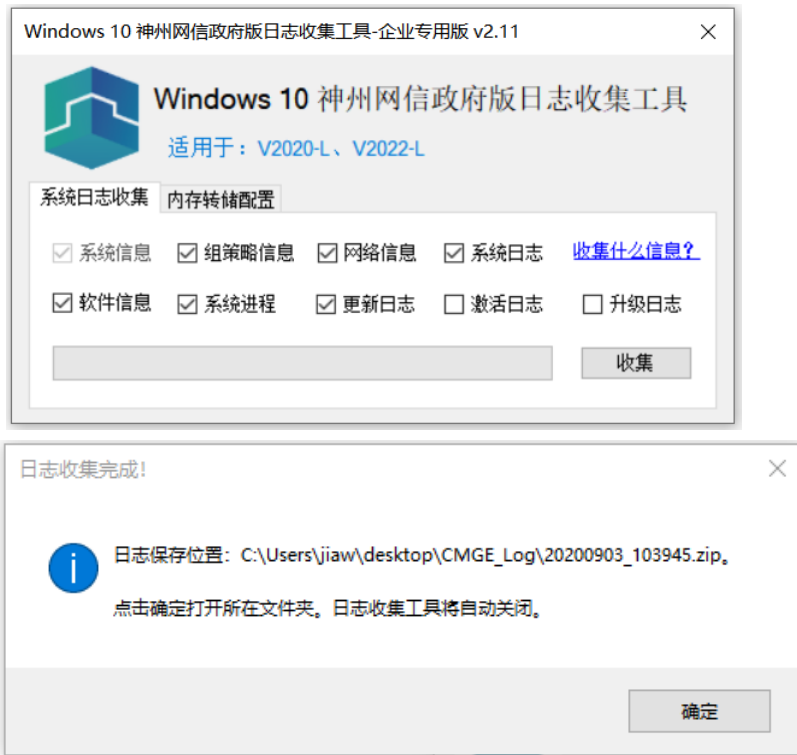 Windows 10 神州网信政府版日志收集工具-企业专用版 v2.11
Windows 10 神州网信政府版日志收集工具
适用于：V2020-L、V2022-L
系统日志收集 内存转储配置
系统信息 组策略信息 网络信息 系统日志 收集什么信息？
软件信息 系统进程 更新日志 激活日志 升级日志
收集
日志收集完成!
日志保存位置：C:\Users\jiaw\desktop\CMGE_Log\20200903_103945.zip。
点击确定打开所在文件夹。日志收集工具将自动关闭。
确定